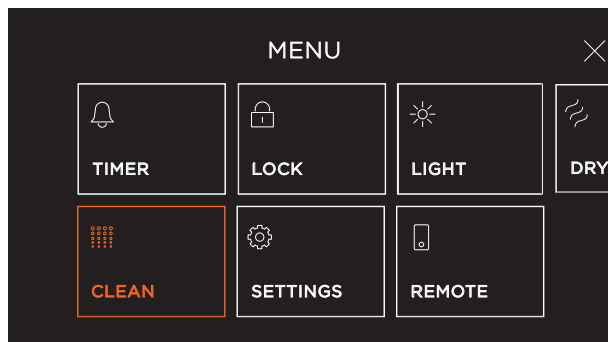 MENU
TIMER
LOCK
LIGHT
DRY
CLEAN
SETTINGS
REMOTE